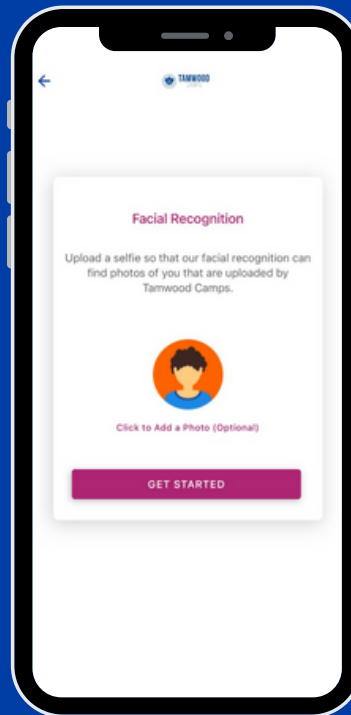 TAMWOOD
CAMPS
Facial Recognition
Upload a selfie so that our facial recognition can
find photos of you that are uploaded by
Tamwood Camps.
Click to Add a Photo (Optional)
GET STARTED